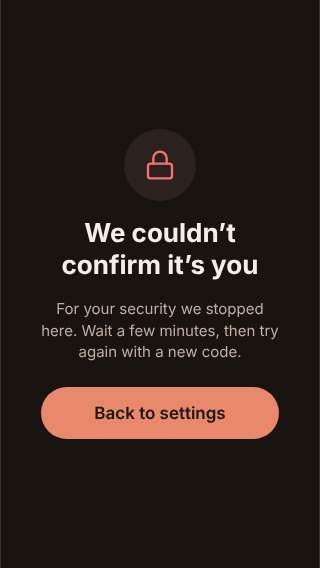 We couldn’t
confirm it’s you
For your security we stopped
here. Wait a few minutes, then try
again with a new code.
Back to settings